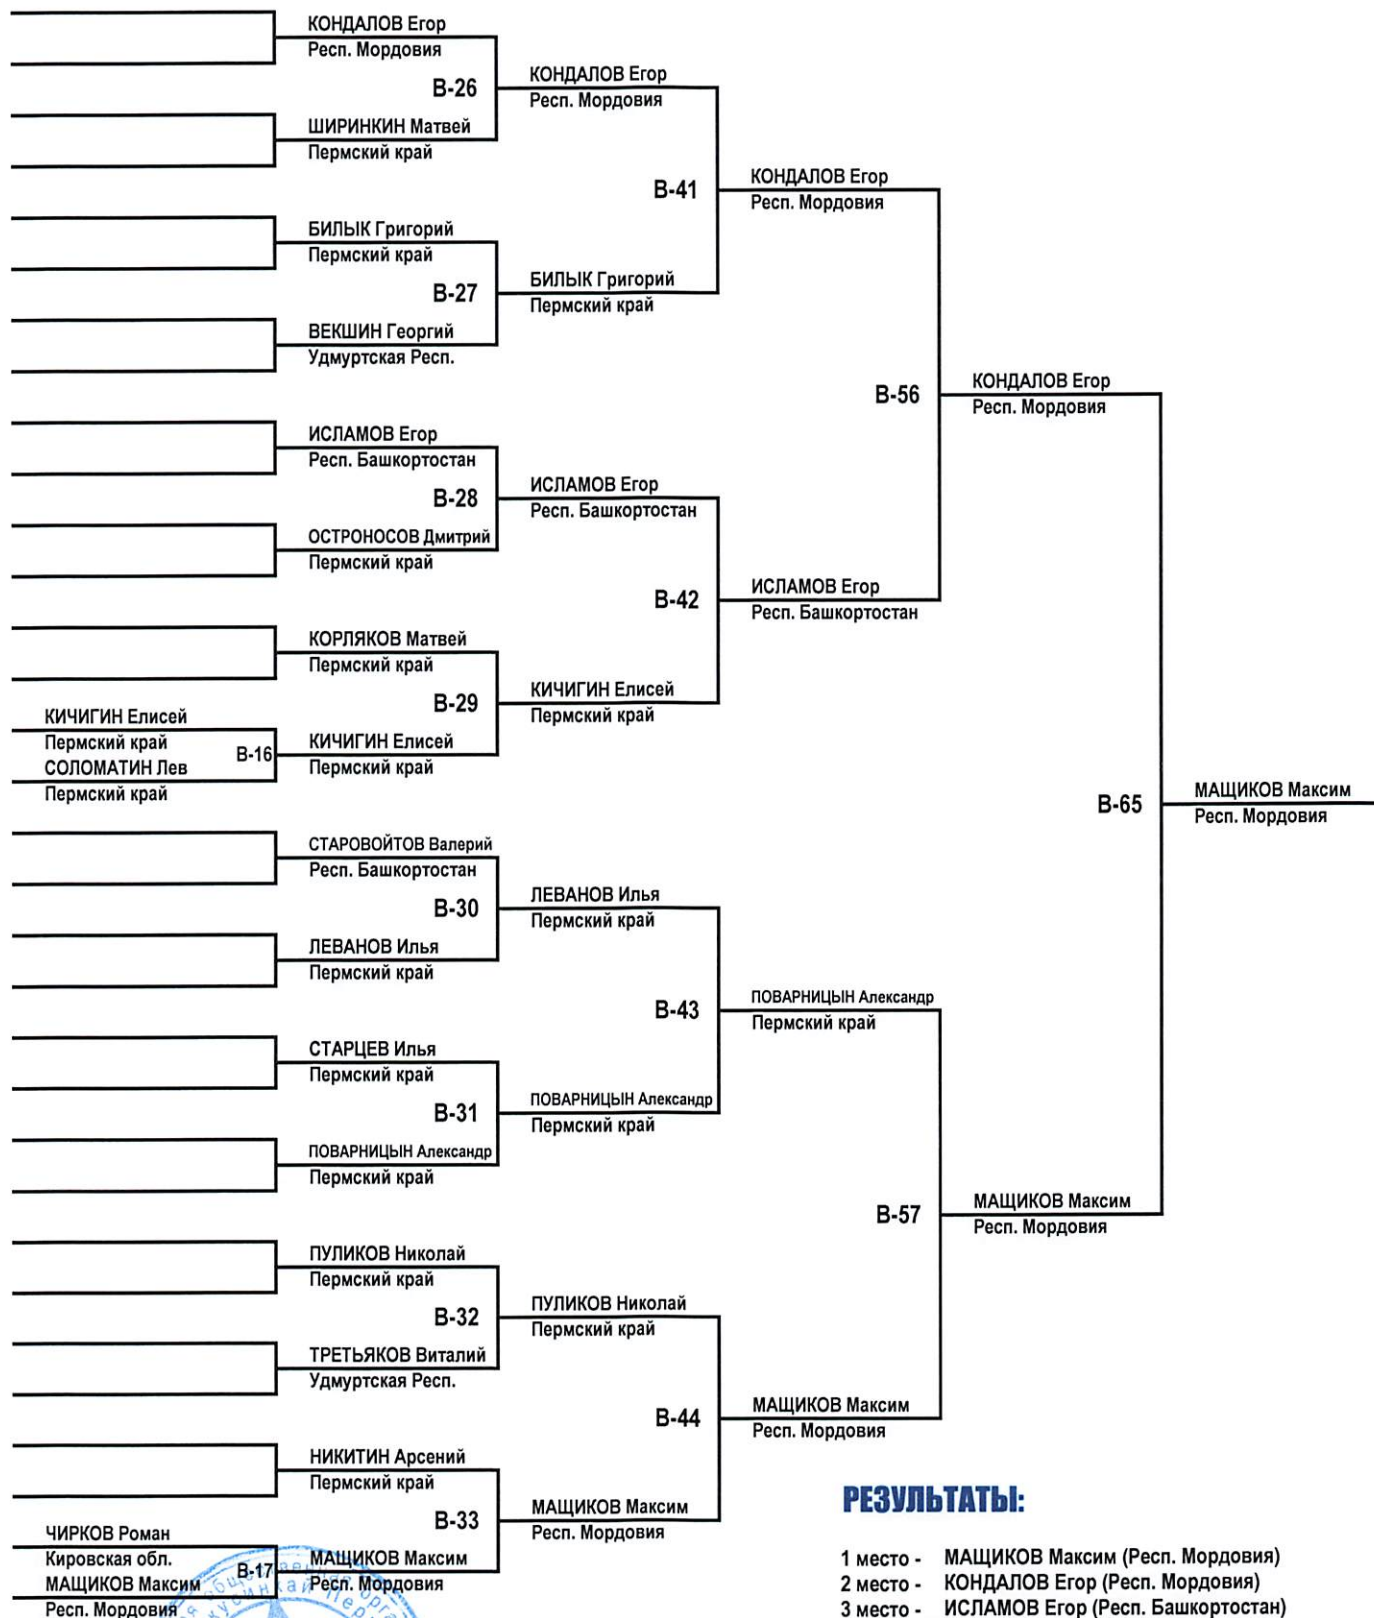 КОНДАЛОВ Егор
Респ. Мордовия
В-26
ШИРИНКИН Матвей
Пермский край
БИЛЫК Григорий
Пермский край
В-27
ВЕКШИН Георгий
Удмуртская Респ.
ИСЛАМОВ Егор
Респ. Башкортостан
В-28
ОСТРОНОСОВ Дмитрий
Пермский край
КОРЛЯКОВ Матвей
Пермский край
В-29
КИЧИГИН Елисей
Пермский край
В-16
СОЛОМАТИН Лев
Пермский край
КИЧИГИН Елисей
Пермский край
СТАРОВОЙТОВ Валерий
Респ. Башкортостан
В-30
ЛЕВАНОВ Илья
Пермский край
СТАРЦЕВ Илья
Пермский край
В-31
ПОВАРНИЦЫН Александр
Пермский край
ПУЛИКОВ Николай
Пермский край
В-32
ТРЕТЬЯКОВ Виталий
Удмуртская Респ.
НИКИТИН Арсений
Пермский край
В-33
ЧИРКОВ Роман
Кировская обл.
В-17
МАЩИКОВ Максим
Респ. Мордовия
МАЩИКОВ Максим
Респ. Мордовия
КОНДАЛОВ Егор
Респ. Мордовия
В-41
БИЛЫК Григорий
Пермский край
ИСЛАМОВ Егор
Респ. Башкортостан
В-42
КИЧИГИН Елисей
Пермский край
ЛЕВАНОВ Илья
Пермский край
В-43
ПОВАРНИЦЫН Александр
Пермский край
ПУЛИКОВ Николай
Пермский край
В-44
МАЩИКОВ Максим
Респ. Мордовия
КОНДАЛОВ Егор
Респ. Мордовия
В-56
ИСЛАМОВ Егор
Респ. Башкортостан
ПОВАРНИЦЫН Александр
Пермский край
В-57
МАЩИКОВ Максим
Респ. Мордовия
КОНДАЛОВ Егор
Респ. Мордовия
В-65
МАЩИКОВ Максим
Респ. Мордовия
МАЩИКОВ Максим
Респ. Мордовия
РЕЗУЛЬТАТЫ:
1 место - МАЩИКОВ Максим (Респ. Мордовия)
2 место - КОНДАЛОВ Егор (Респ. Мордовия)
3 место - ИСЛАМОВ Егор (Респ. Башкортостан)